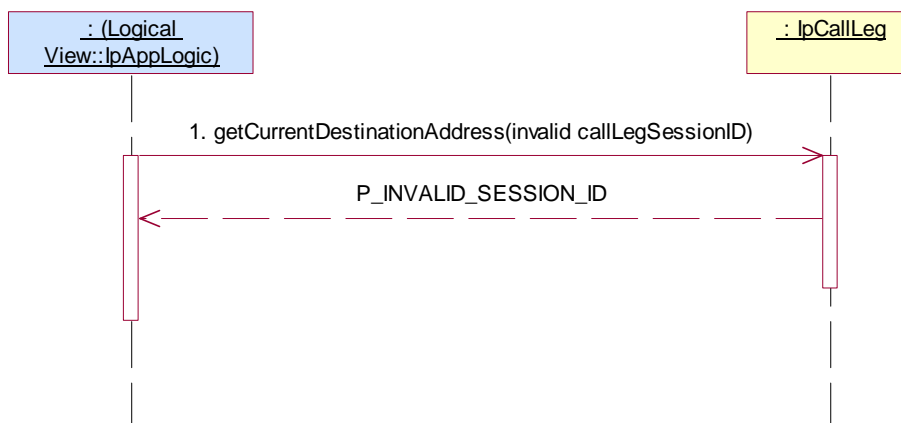 : (Logical
View::IpAppLogic)
: IpCallLeg
1. getCurrentDestinationAddress(invalid callLegSessionID)
P_INVALID_SESSION_ID